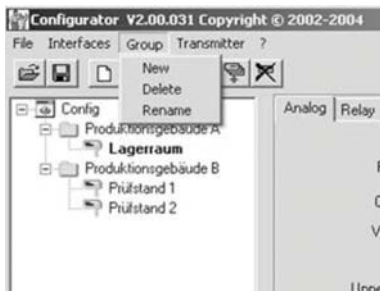 Configurator V2.00.031 Copyright © 2002-2004
File Interfaces Group Transmitter ?
New
Delete
Rename
Config
Produktionsgebäude A
Lagerraum
Produktionsgebäude B
Prüfstand 1
Prüfstand 2
Analog Relay